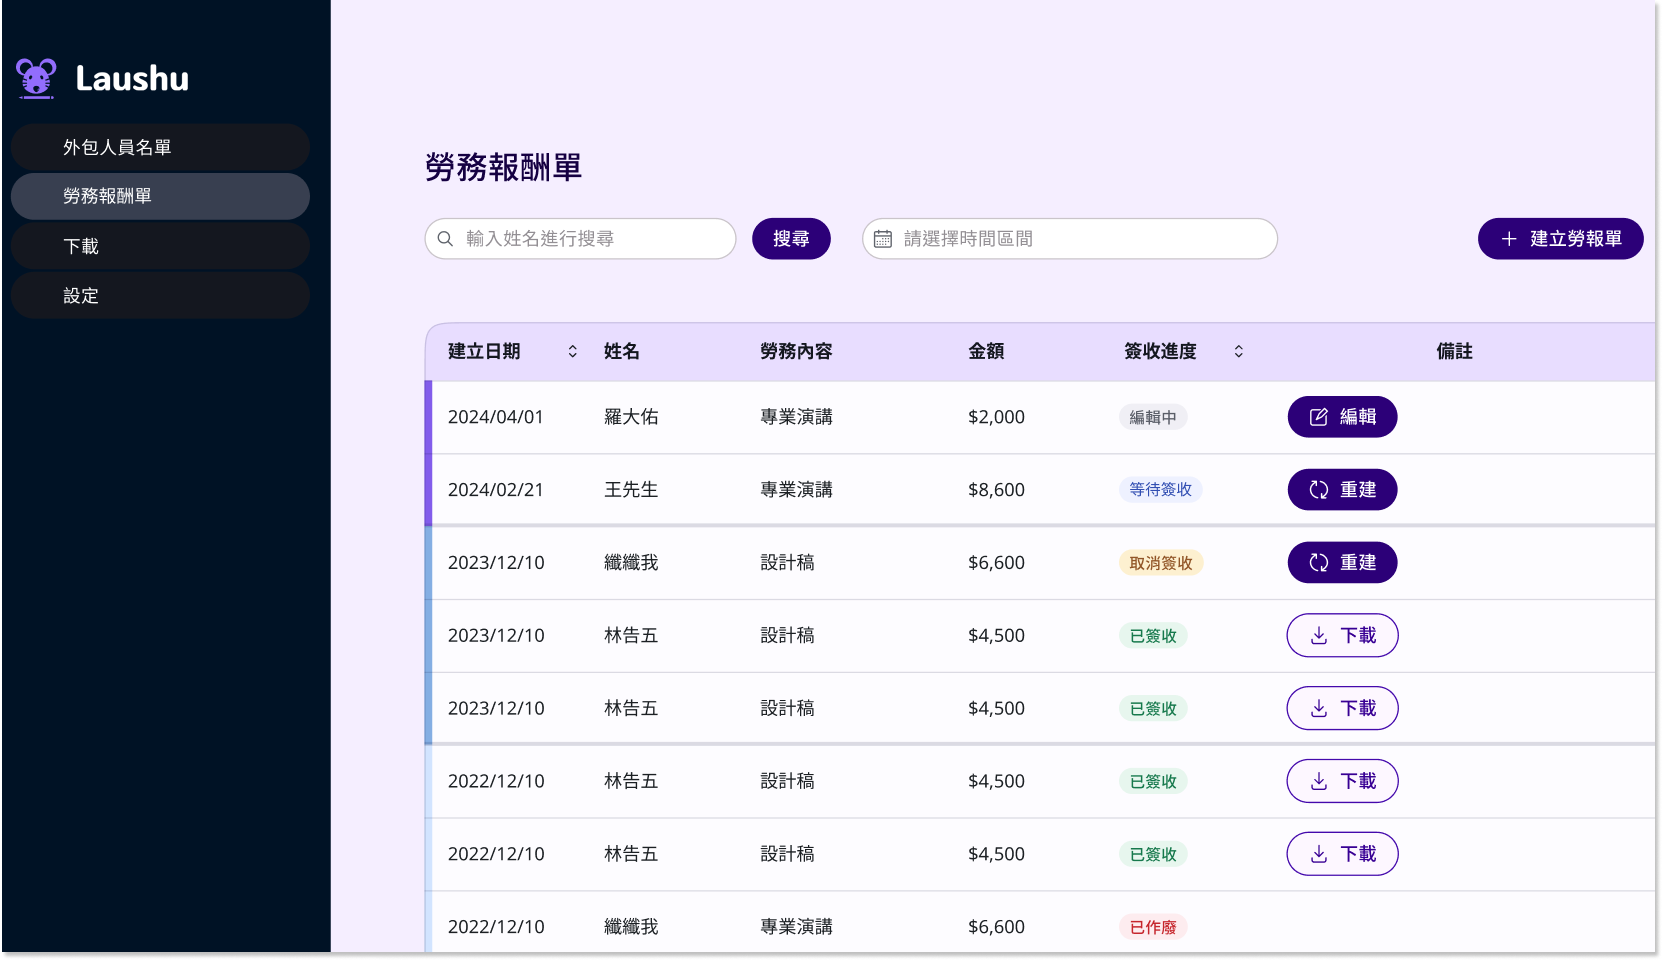 Laushu
外包人員名單
勞務報酬單
下載
設定
勞務報酬單
輸入姓名進行搜尋 搜尋 請選擇時間區間 建立勞報單
建立日期 姓名 勞務內容 金額 簽收進度 備註
2024/04/01 羅大佑 專業演講 $2,000 編輯中 編輯
2024/02/21 王先生 專業演講 $8,600 等待簽收 重建
2023/12/10 纖纖我 設計稿 $6,600 取消簽收 重建
2023/12/10 林告五 設計稿 $4,500 已簽收 下載
2023/12/10 林告五 設計稿 $4,500 已簽收 下載
2022/12/10 林告五 設計稿 $4,500 已簽收 下載
2022/12/10 林告五 設計稿 $4,500 已簽收 下載
2022/12/10 纖纖我 專業演講 $6,600 已作廢